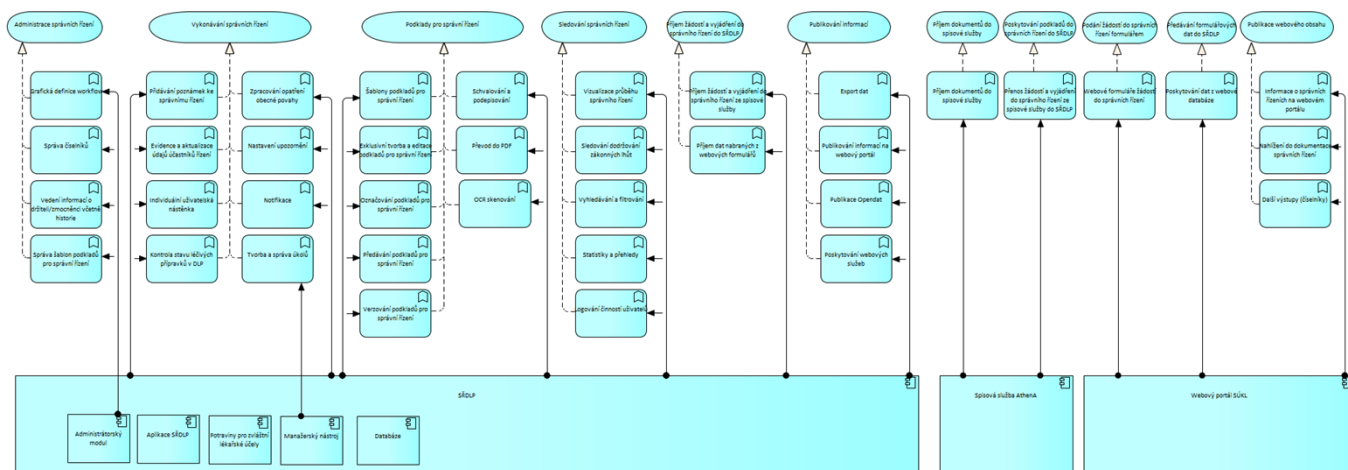 Administrace správních řízení
Vykonávání správních řízení
Podklady pro správní řízení
Sledování správních řízení
Příjem žádostí a vyjádření do
správního řízení do SŘDLP
Publikování informací
Příjem dokumentů do
spisové služby
Poskytování podkladů do
správních řízení do SŘDLP
Podání žádostí do správních
řízení formulářem
Předávání formulářových
dat do SŘDLP
Publikace webového obsahu
Grafická definice workflow
Správa číselníků
Vedení informací o
držiteli/zmocněnci včetně
historie
Správa šablon podkladů
pro správní řízení
Přidávání poznámek ke
správnímu řízení
Evidence a aktualizace
údajů účastníků řízení
Individuální uživatelská
nástěnka
Kontrola stavu léčivých
přípravků v DLP
Zpracování opatření
obecné povahy
Nastavení upozornění
Notifikace
Tvorba a správa úkolů
Šablony podkladů pro
správní řízení
Exklusivní tvorba a editace
podkladů pro správní řízení
Označování podkladů pro
správní řízení
Předávání podkladů pro
správní řízení
Verzování podkladů pro
správní řízení
Schvalování a
podepisování
Převod do PDF
OCR skenování
Vizualizace průběhu
správního řízení
Sledování dodržování
zákonných lhůt
Vyhledávání a filtrování
Statistiky a přehledy
Logování činností uživatelů
Příjem žádostí a vyjádření do
správního řízení ze spisové
služby
Příjem dat nabraných z
webových formulářů
Export dat
Publikování informací na
webový portál
Publikace Opendat
Poskytování webových
služeb
Příjem dokumentů do
spisové služby
Přenos žádostí a vyjádření
do správního řízení ze
spisové služby do SŘDLP
Webové formuláře žádostí
do správních řízení
Poskytování dat z webové
databáze
Informace o správních
řízeních na webovém
portálu
Nahlížení do dokumentace
správních řízení
Další výstupy (číselníky)
SŘDLP
Administrátorský
modul
Aplikace SŘDLP
Potraviny pro zvláštní
lékařské účely
Manažerský nástroj
Databáze
Spisová služba AthenA
Webový portál SÚKL